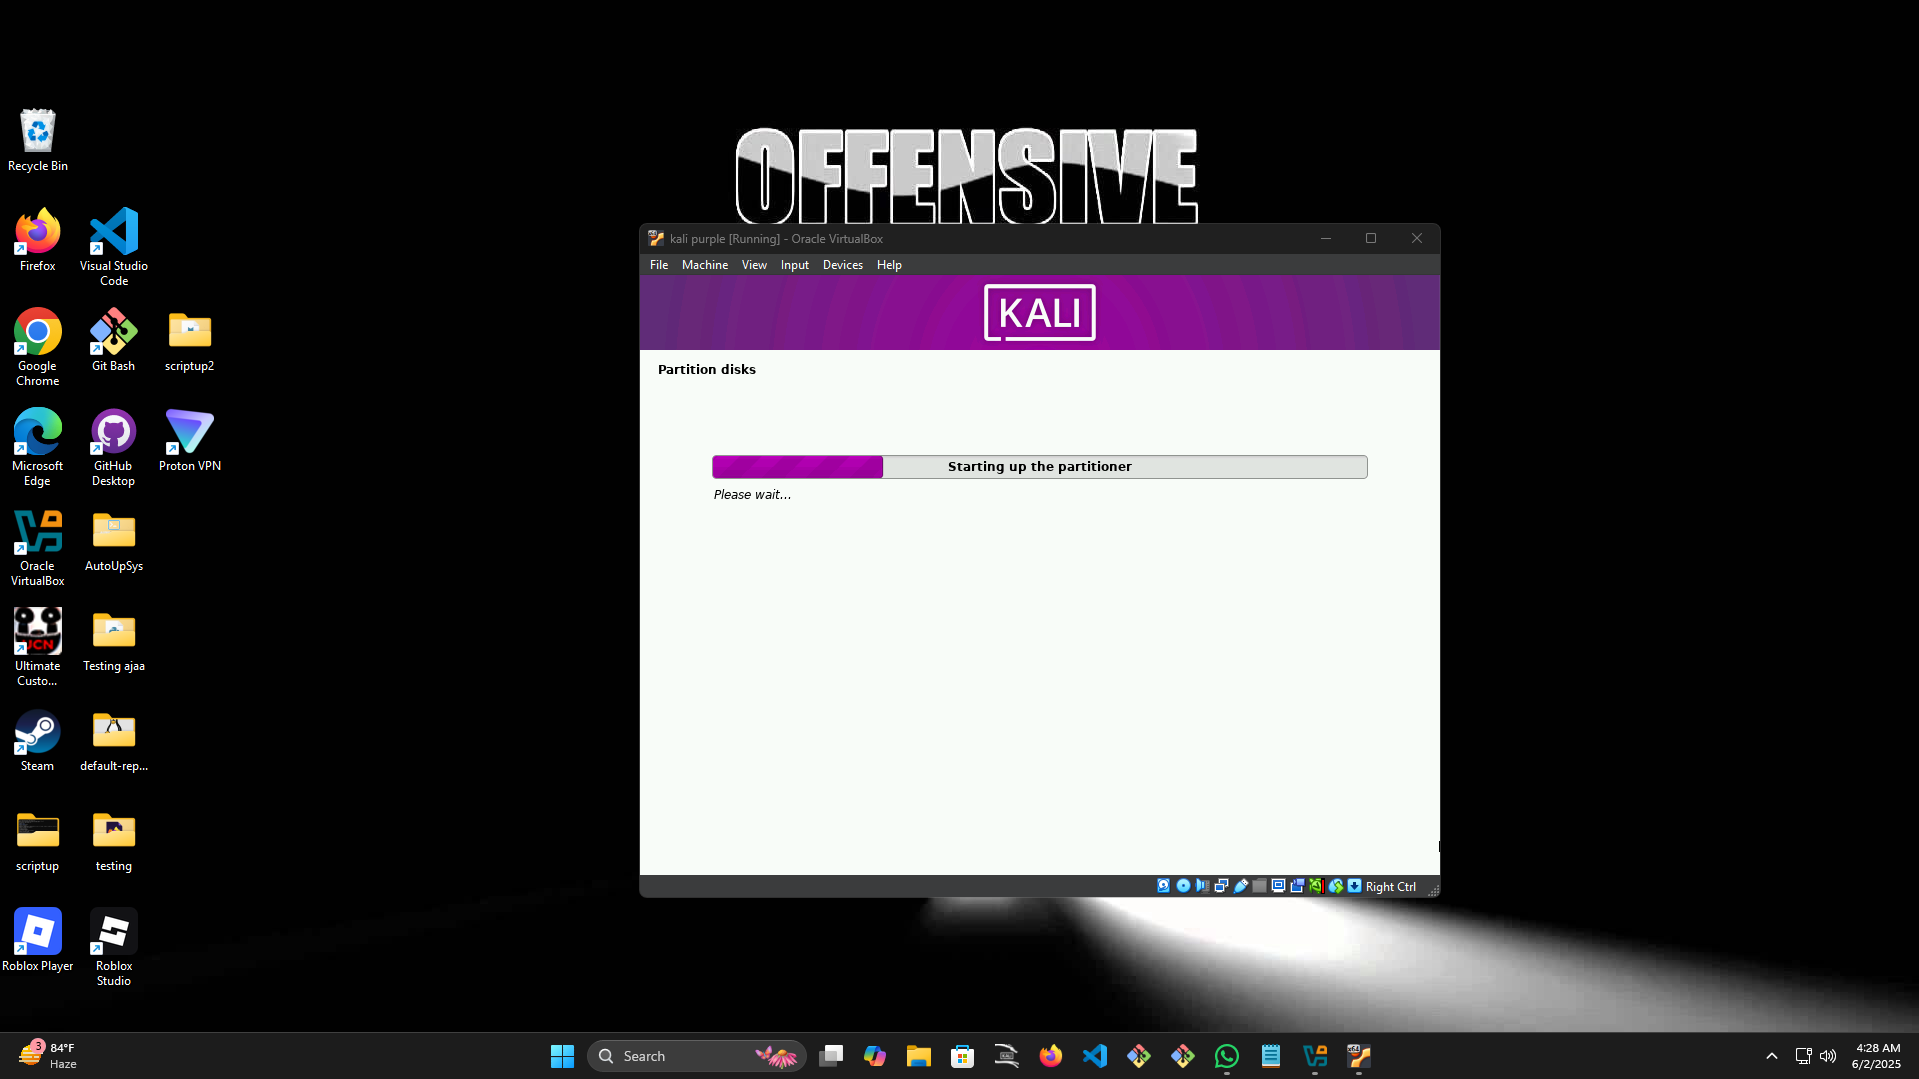 OFFENSIVE
Recycle Bin
Firefox
Visual Studio
Code
Google
Chrome
Git Bash
scriptup2
Microsoft
Edge
GitHub
Desktop
Proton VPN
Oracle
VirtualBox
AutoUpSys
Ultimate
Custo...
Testing ajaa
Steam
default-rep...
scriptup
testing
Roblox Player
Roblox
Studio
kali purple [Running] - Oracle VirtualBox
File Machine View Input Devices Help
KALI
Partition disks
Starting up the partitioner
Please wait...
Right Ctrl
3
84°F
Haze
Search
4:28 AM
6/2/2025